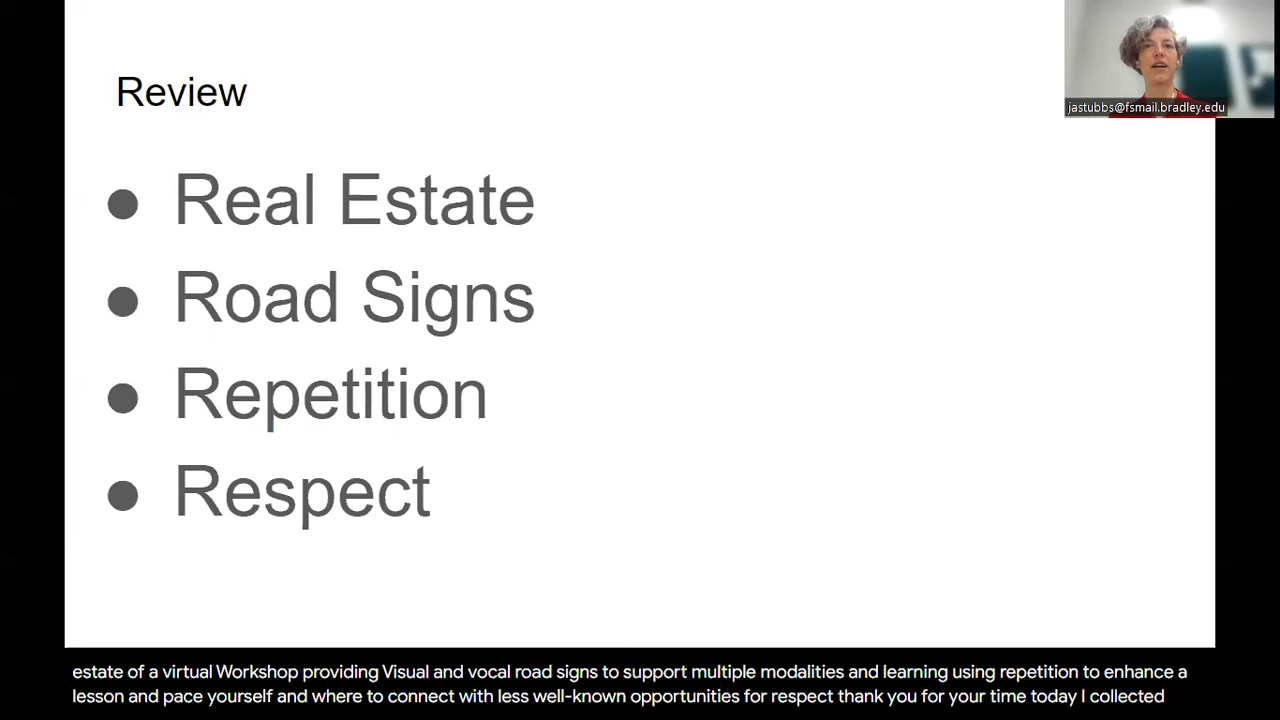 Review
jastubbs@fsmail.bradley.edu
● Real Estate
● Road Signs
● Repetition
● Respect
estate of a virtual Workshop providing Visual and vocal road signs to support multiple modalities and learning using repetition to enhance a
lesson and pace yourself and where to connect with less well-known opportunities for respect thank you for your time today I collected